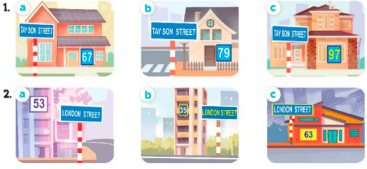 1. a b c
TAY SON STREET
67
TAY SON STREET
79
TAY SON STREET
97
2. a b c
53
LONDON STREET
35
LONDON STREET
LONDON STREET
63